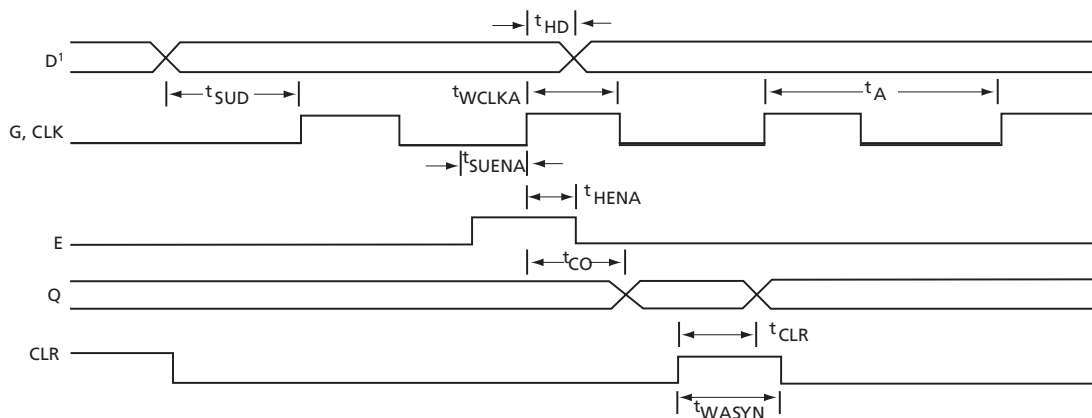 tHD
D¹
tSUD
tWCLKA
tA
G, CLK
tSUENA
tHENA
E
tCO
Q
tCLR
CLR
tWASYN